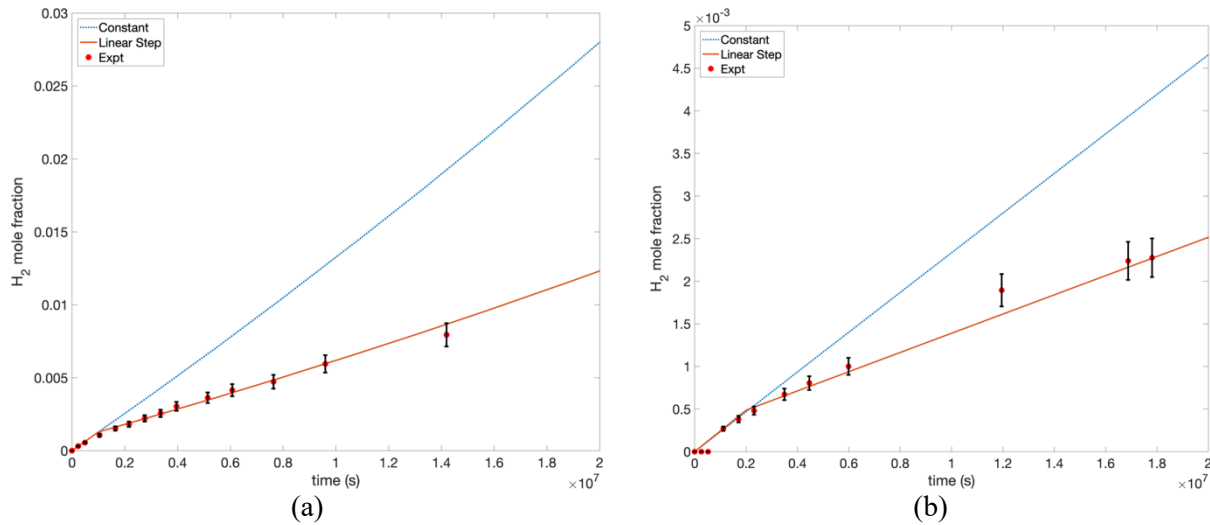 0.03
0.025
0.02
0.015
0.01
0.005
0
H2 mole fraction
Constant
Linear Step
Expt
0 0.2 0.4 0.6 0.8 1 1.2 1.4 1.6 1.8 2
time (s)
×10^7
(a)
×10^-3
5
4.5
4
3.5
3
2.5
2
1.5
1
0.5
0
H2 mole fraction
Constant
Linear Step
Expt
0 0.2 0.4 0.6 0.8 1 1.2 1.4 1.6 1.8 2
time (s)
×10^7
(b)